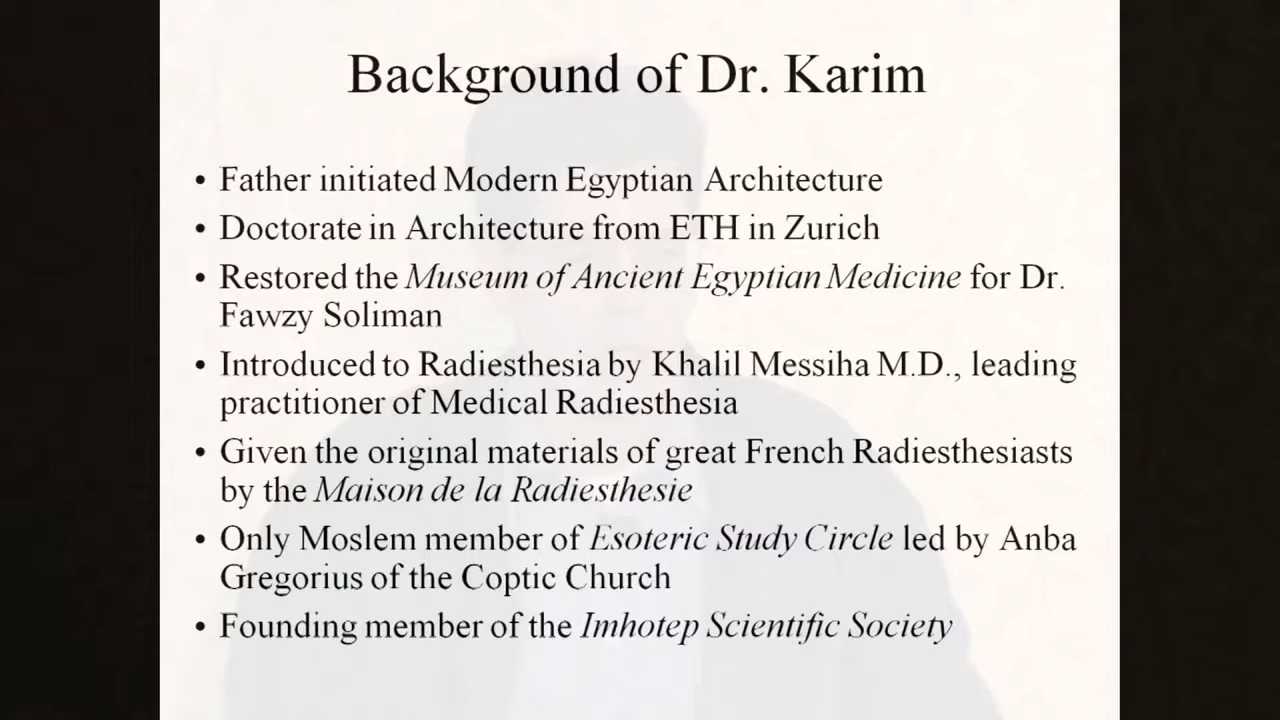 Background of Dr. Karim
• Father initiated Modern Egyptian Architecture
• Doctorate in Architecture from ETH in Zurich
• Restored the Museum of Ancient Egyptian Medicine for Dr.
Fawzy Soliman
• Introduced to Radiesthesia by Khalil Messiha M.D., leading
practitioner of Medical Radiesthesia
• Given the original materials of great French Radiesthesiasts
by the Maison de la Radiesthesie
• Only Moslem member of Esoteric Study Circle led by Anba
Gregorius of the Coptic Church
• Founding member of the Imhotep Scientific Society